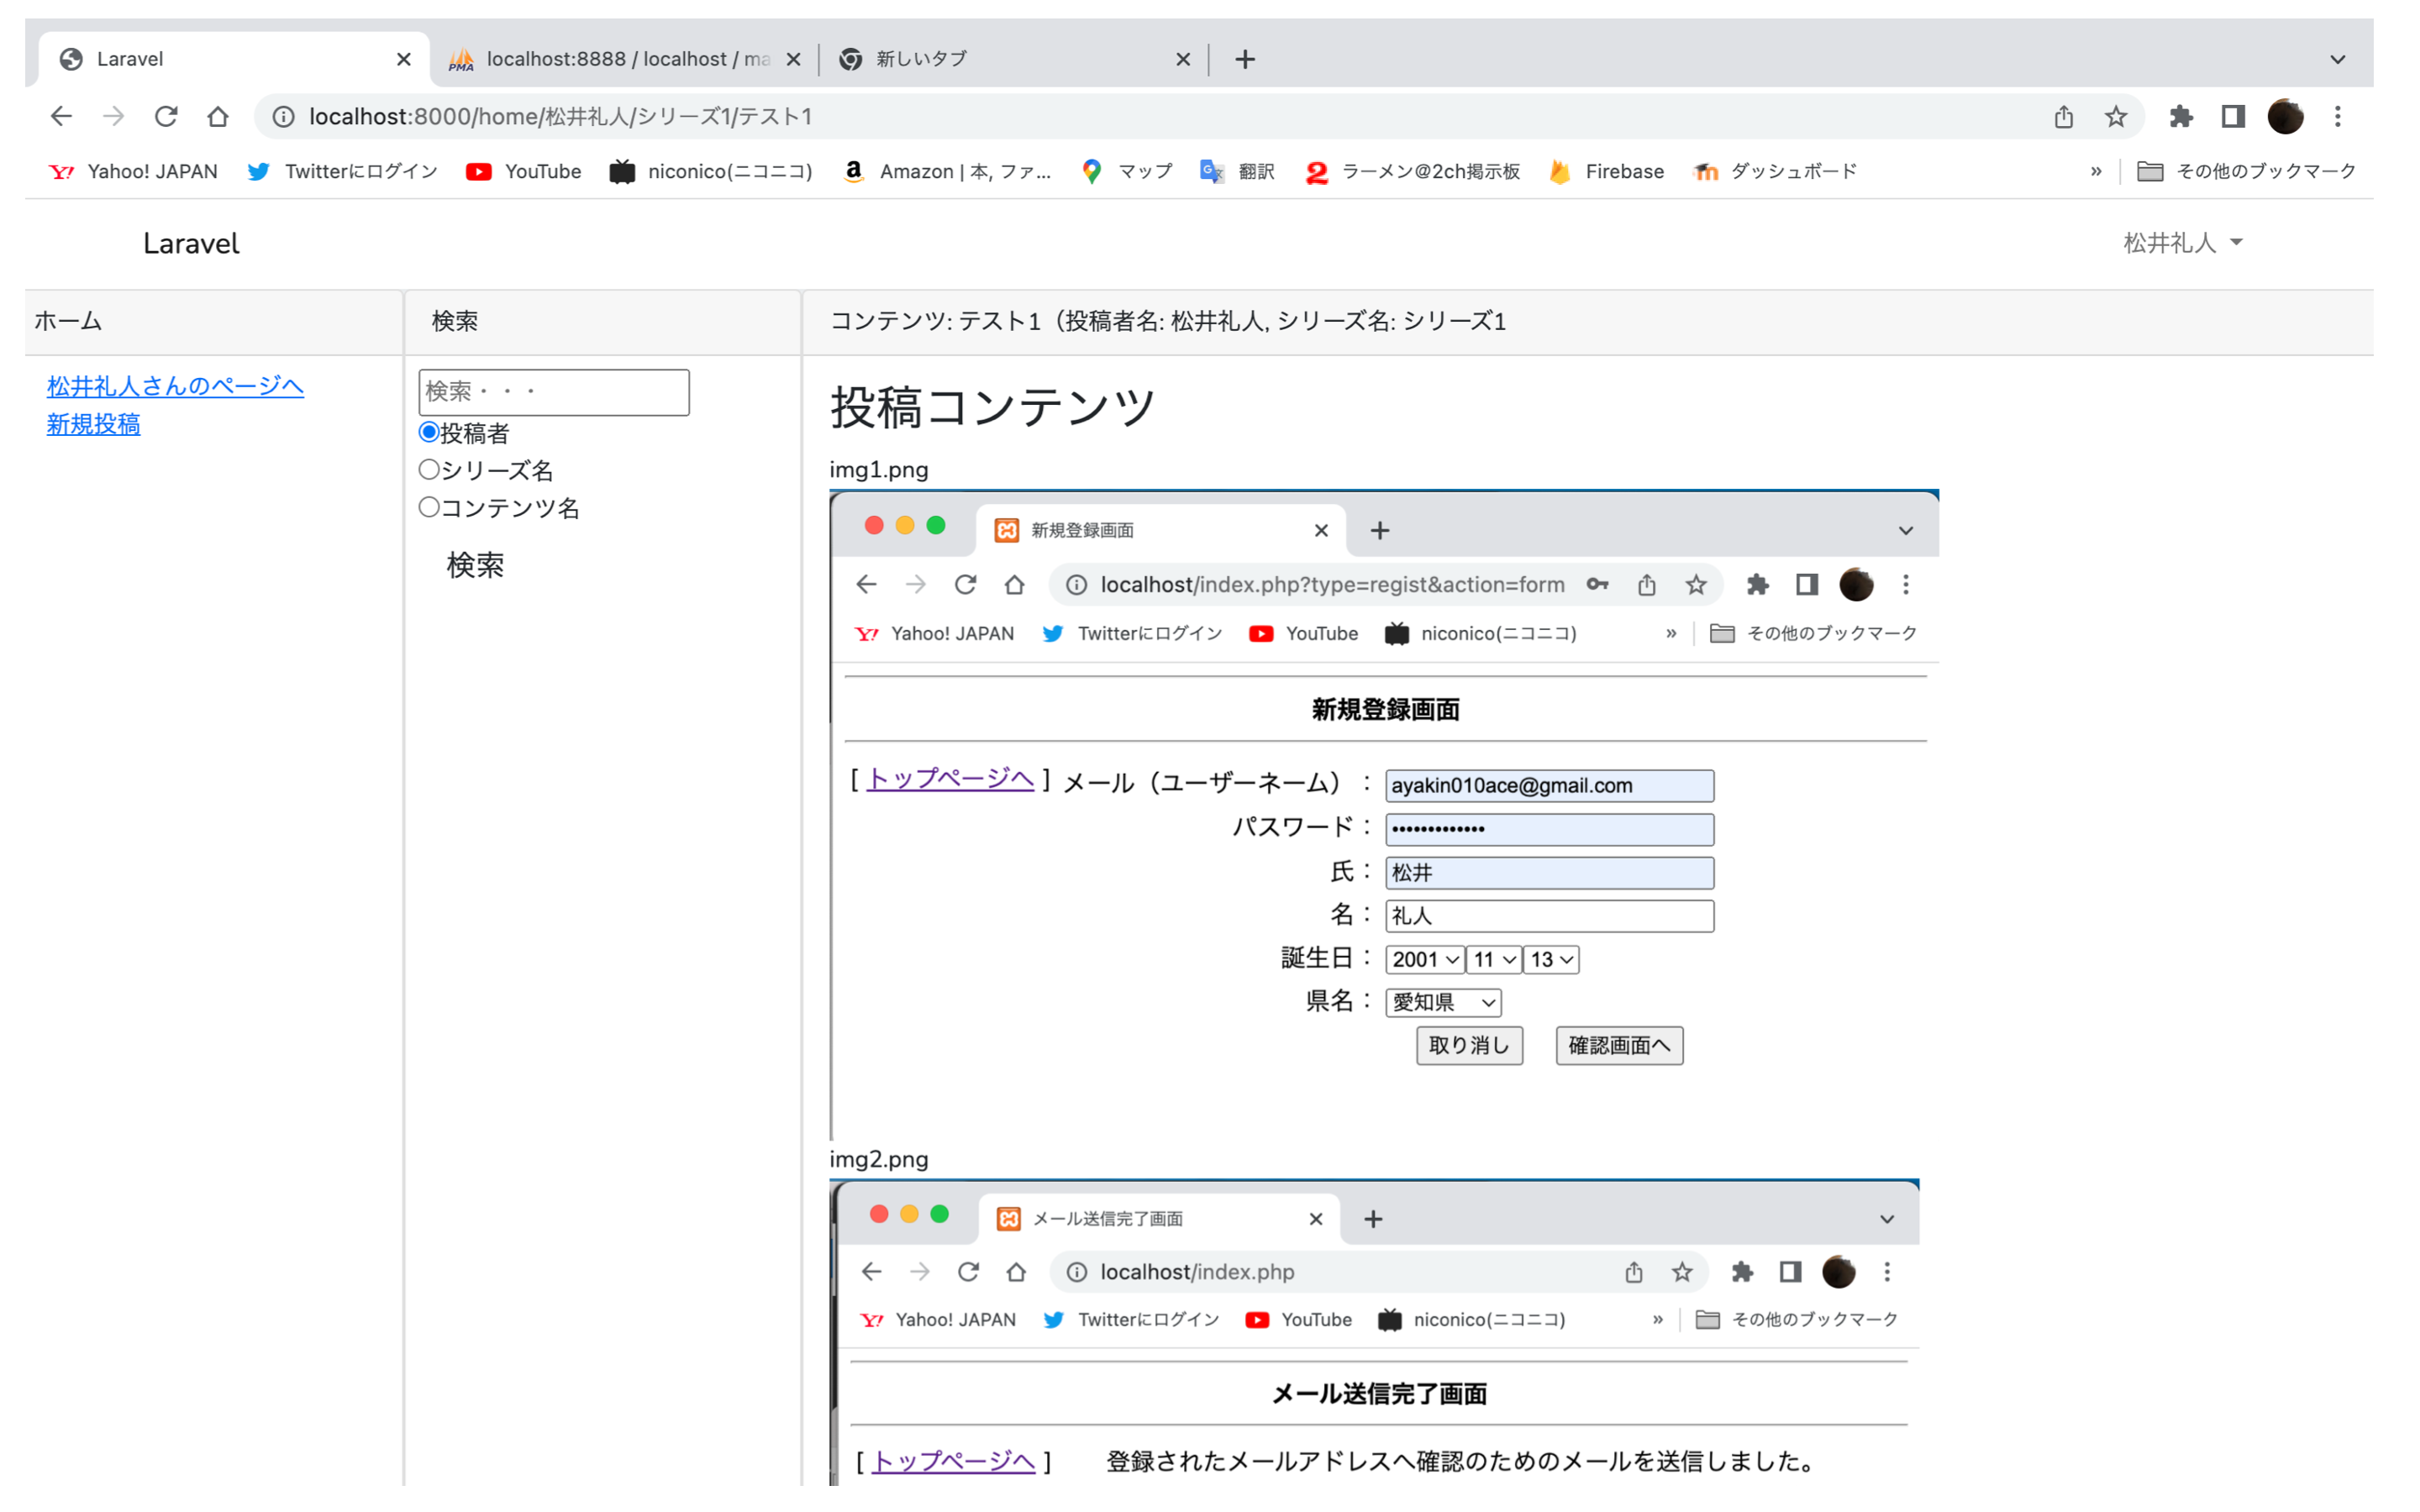 Laravel
localhost:8888 / localhost / ma
新しいタブ
localhost:8000/home/松井礼人/シリーズ1/テスト1
Yahoo! JAPAN
Twitterにログイン
YouTube
niconico(ニコニコ)
Amazon | 本, ファ...
マップ
翻訳
ラーメン@2ch掲示板
Firebase
ダッシュボード
»
その他のブックマーク
Laravel
松井礼人
ホーム
検索
コンテンツ: テスト1（投稿者名: 松井礼人, シリーズ名: シリーズ1
松井礼人さんのページへ
新規投稿
検索・・・
投稿者
シリーズ名
コンテンツ名
検索
投稿コンテンツ
img1.png
新規登録画面
localhost/index.php?type=regist&action=form
Yahoo! JAPAN
Twitterにログイン
YouTube
niconico(ニコニコ)
»
その他のブックマーク
新規登録画面
[ トップページへ ] メール（ユーザーネーム）： ayakin010ace@gmail.com
パスワード： •••••••••••••
氏： 松井
名： 礼人
誕生日： 2001 11 13
県名： 愛知県
取り消し 確認画面へ
img2.png
メール送信完了画面
localhost/index.php
Yahoo! JAPAN
Twitterにログイン
YouTube
niconico(ニコニコ)
»
その他のブックマーク
メール送信完了画面
[ トップページへ ] 登録されたメールアドレスへ確認のためのメールを送信しました。